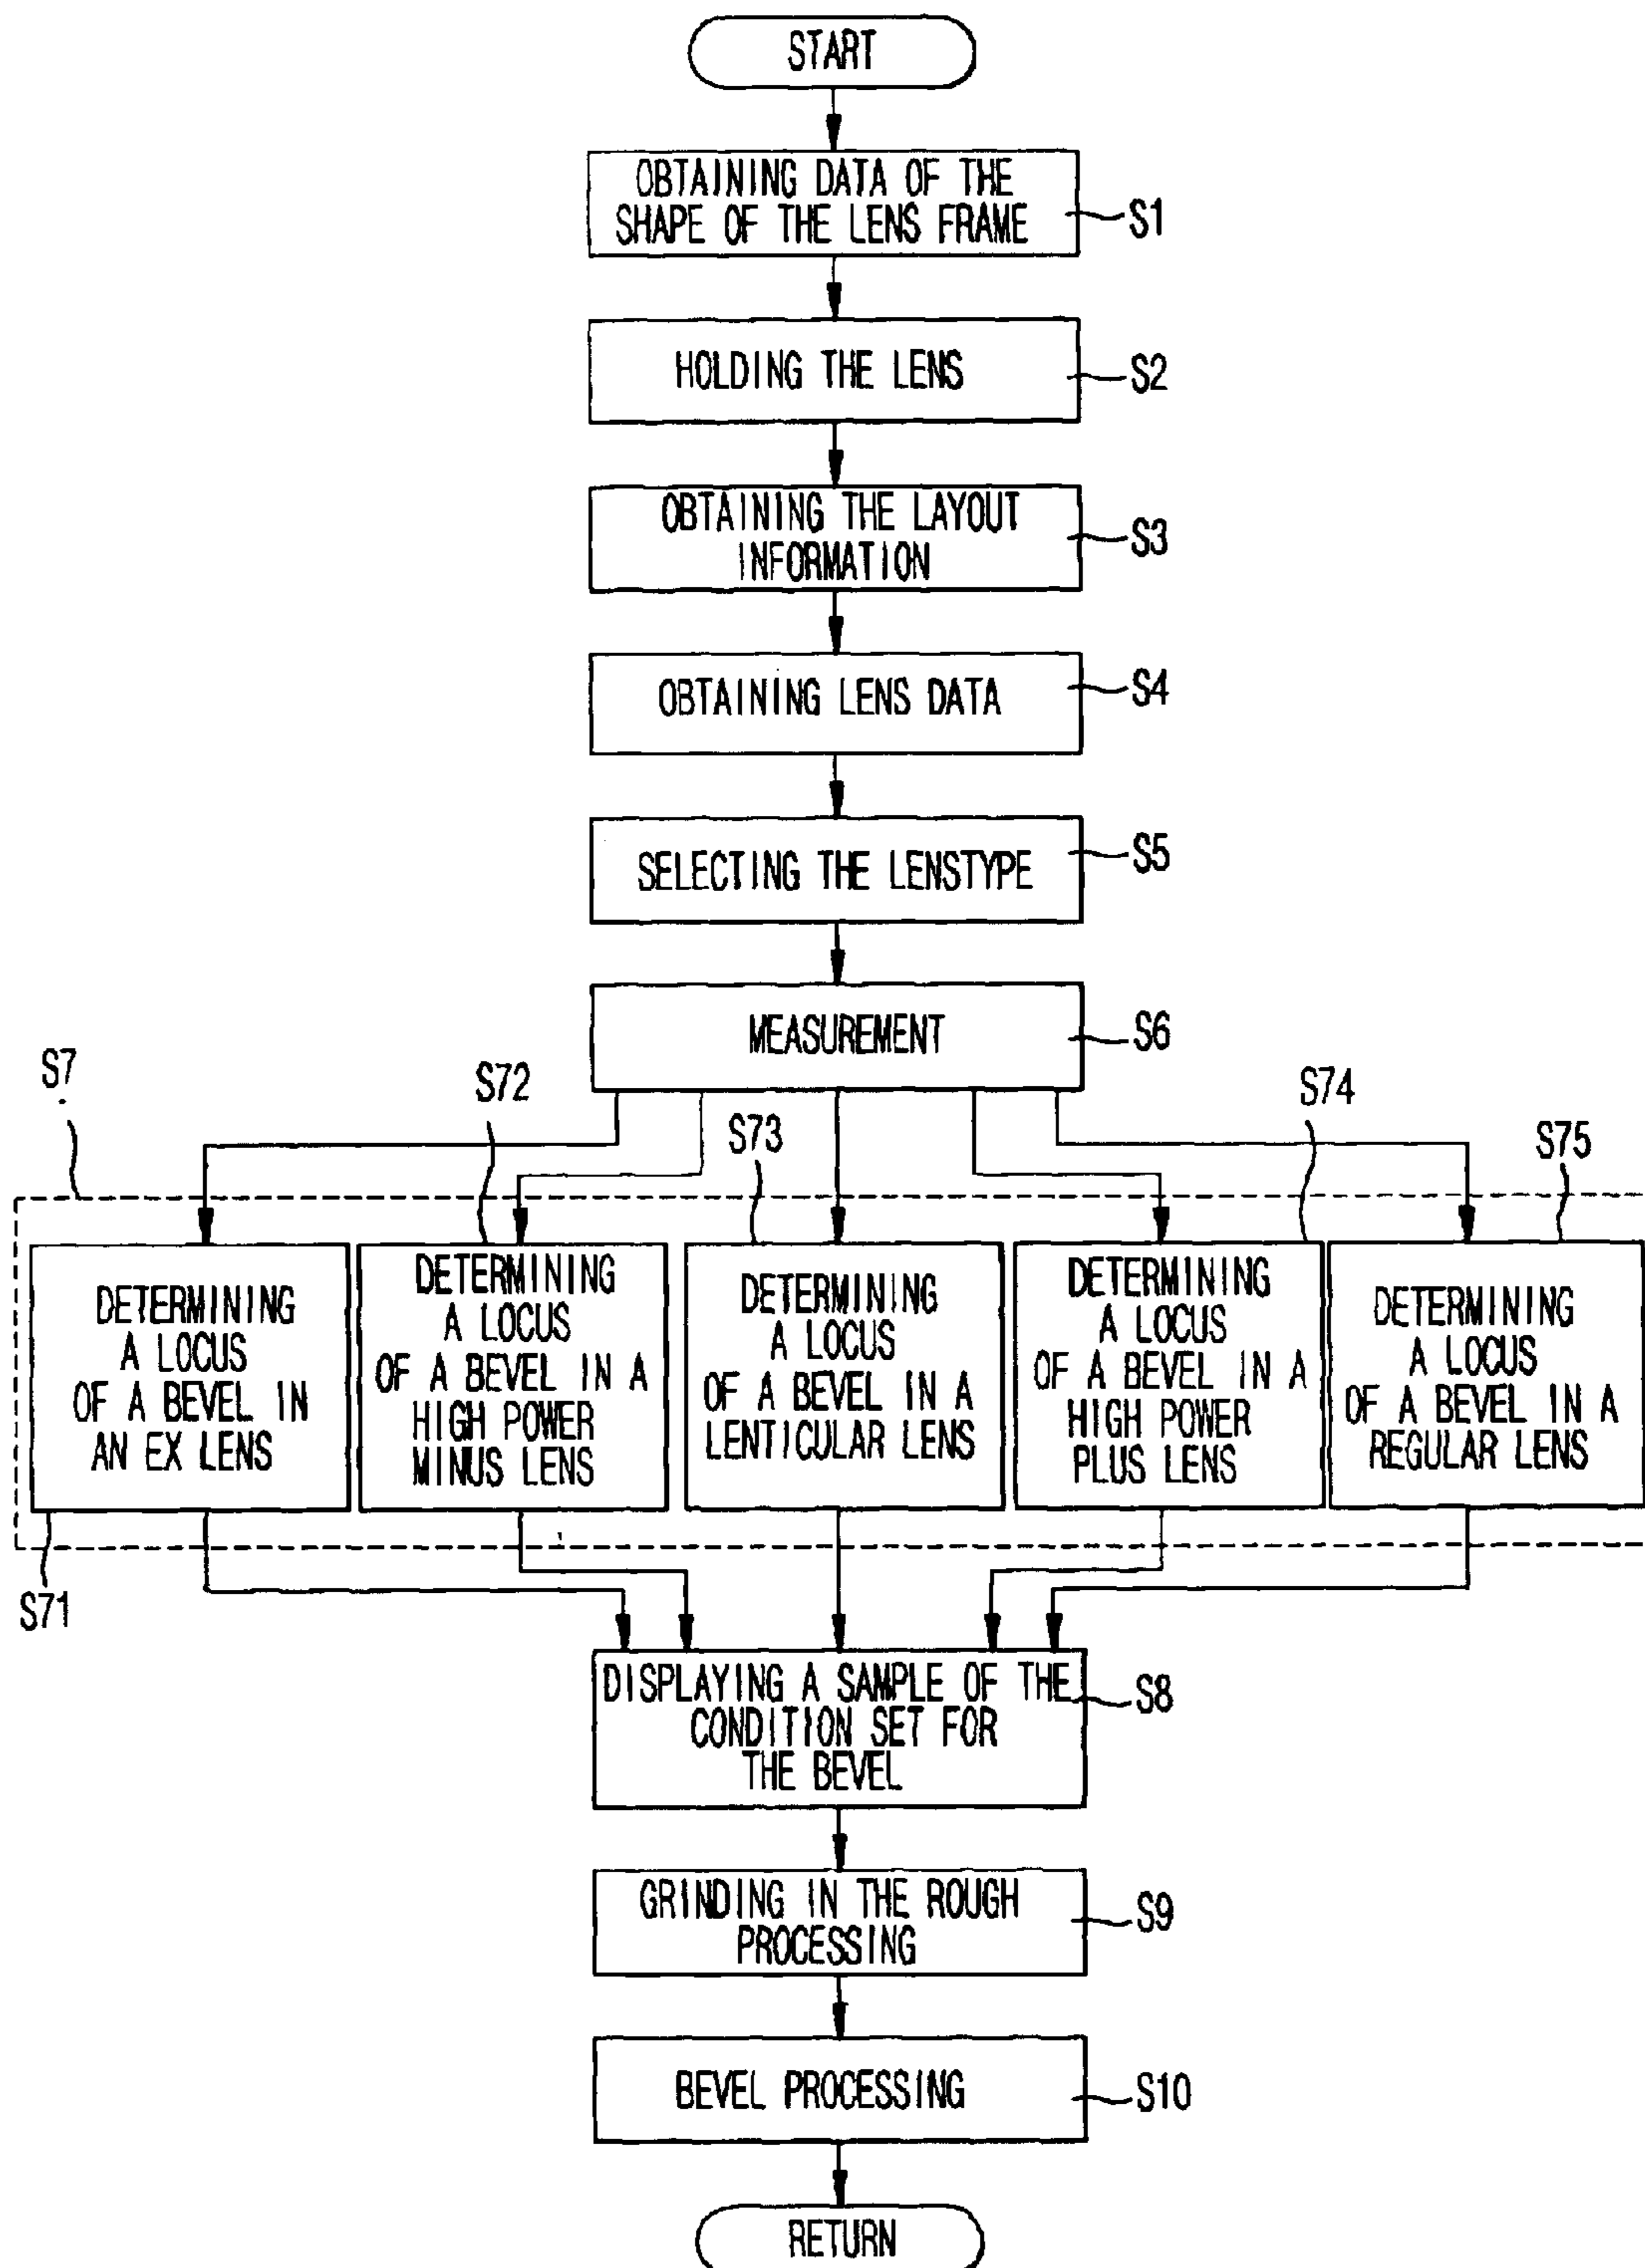 START
OBTAINING DATA OF THE
SHAPE OF THE LENS FRAME
S1
HOLDING THE LENS
S2
OBTAINING THE LAYOUT
INFORMATION
S3
OBTAINING LENS DATA
S4
SELECTING THE LENSTYPE
S5
MEASUREMENT
S6
S7
S72
S73
S74
S75
DETERMINING
A LOCUS
OF A BEVEL IN
AN EX LENS
DETERMINING
A LOCUS
OF A BEVEL IN A
HIGH POWER
MINUS LENS
DETERMINING
A LOCUS
OF A BEVEL IN A
LENTICULAR LENS
DETERMINING
A LOCUS
OF A BEVEL IN A
HIGH POWER
PLUS LENS
DETERMINING
A LOCUS
OF A BEVEL IN A
REGULAR LENS
S71
DISPLAYING A SAMPLE OF THE
CONDITION SET FOR
THE BEVEL
S8
GRINDING IN THE ROUGH
PROCESSING
S9
BEVEL PROCESSING
S10
RETURN